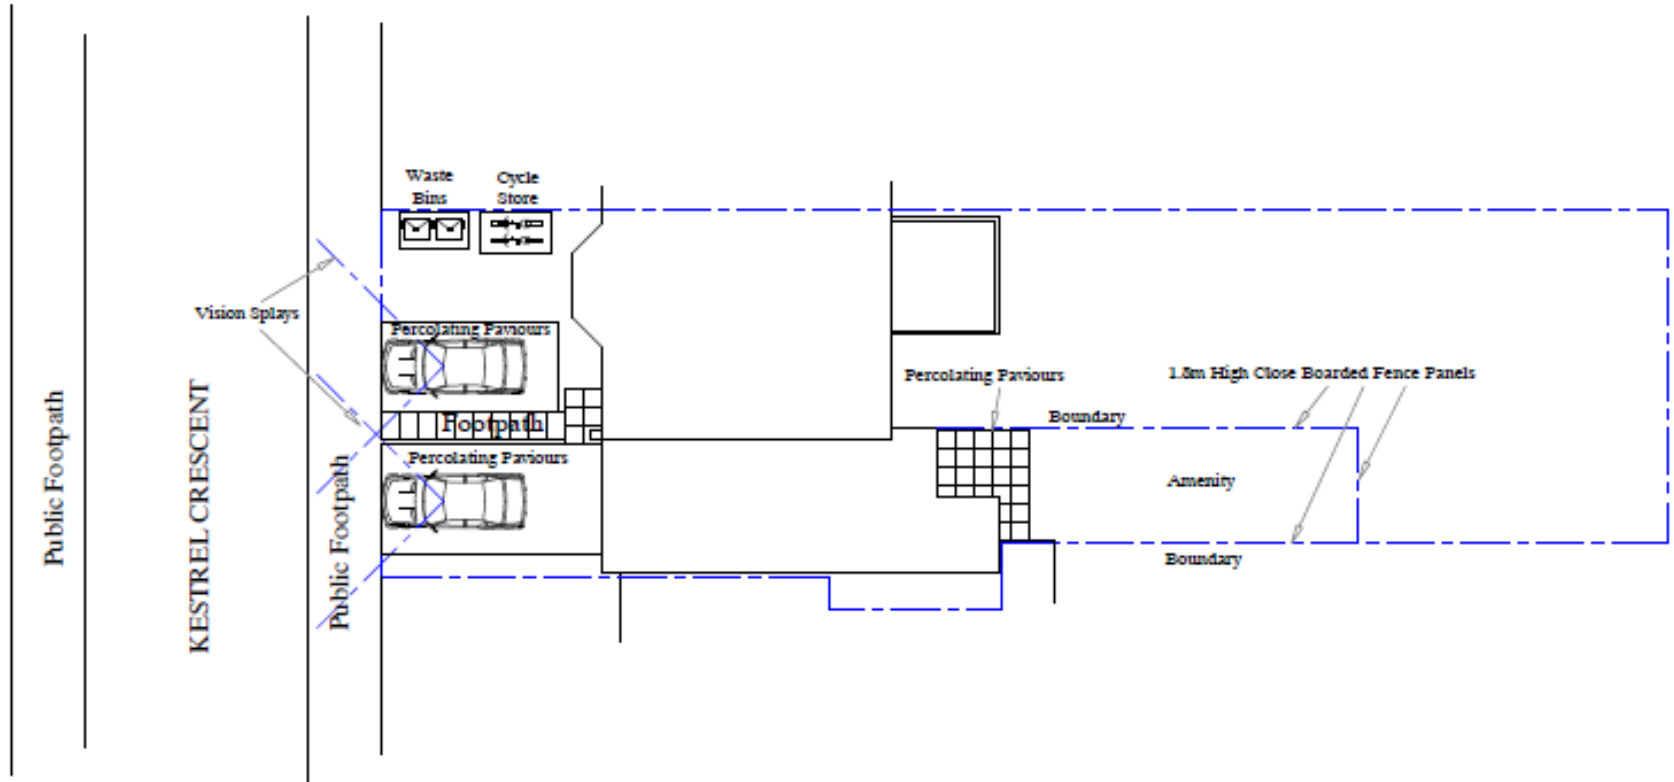 Waste
Bins
Cycle
Store
Vision Splays
Percolating Paviours
Footpath
Percolating Paviours
Public Footpath
KESTREL CRESCENT
Public Footpath
Percolating Paviours
1.8m High Close Boarded Fence Panels
Boundary
Amenity
Boundary